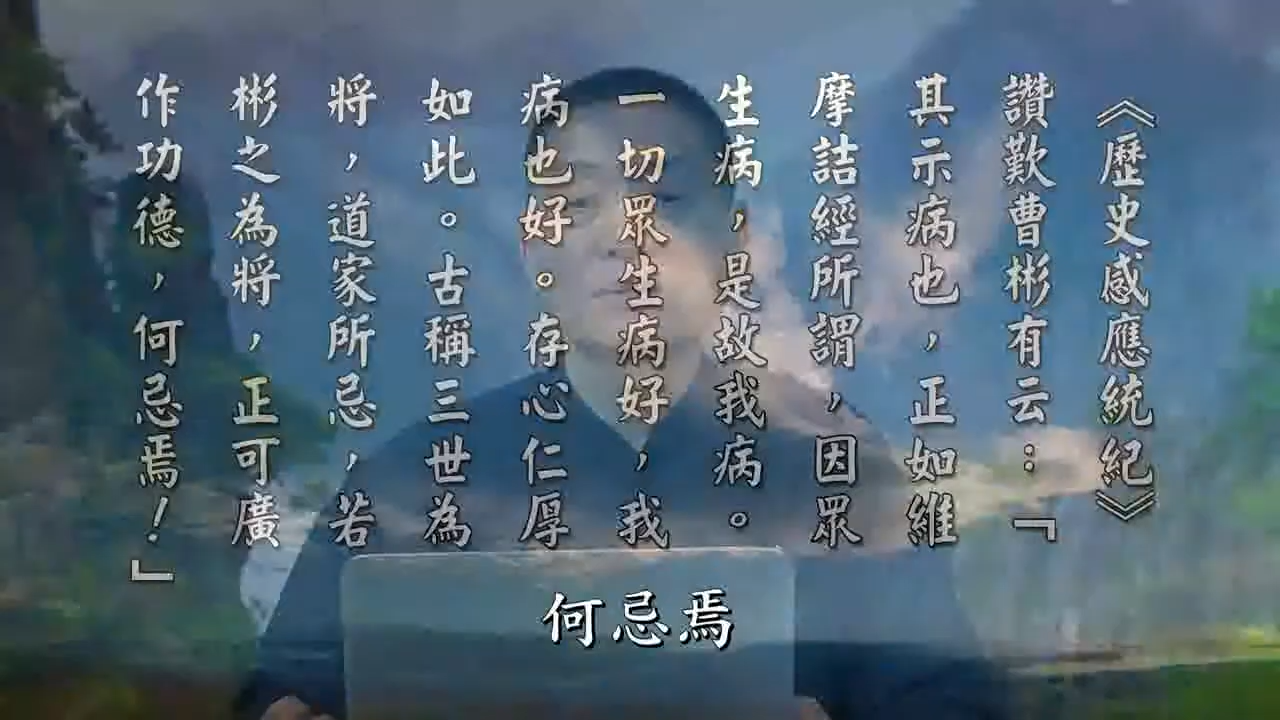 《歷史感應統紀》
讚歎曹彬有云：『
其示病也，正如維
摩詰經所謂，因眾
生病，是故我病。
一切眾生病好，我
病也好。存心仁厚
如此。古稱三世為
將，道家所忌，若
彬之為將，正可廣
作功德，何忌焉！』
何忌焉